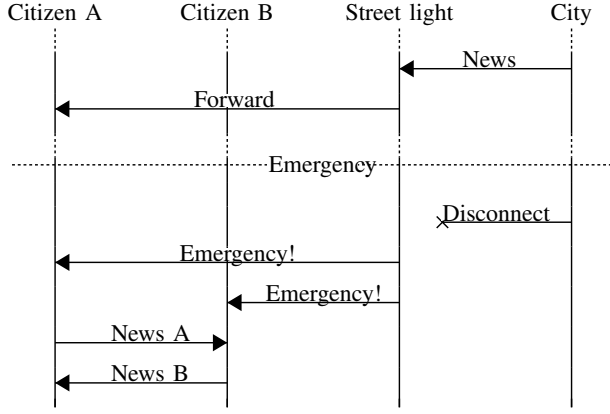 Citizen A Citizen B Street light City
News
Forward
Emergency
Disconnect
Emergency!
Emergency!
News A
News B